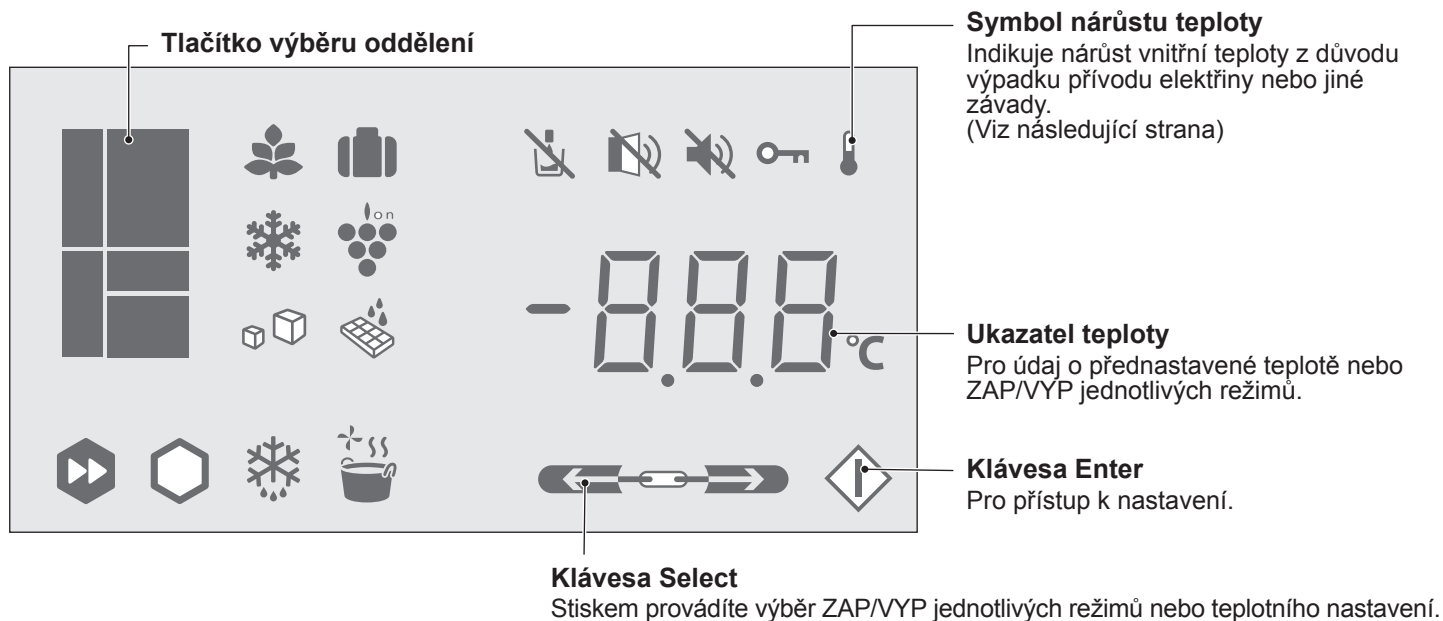 Tlačítko výběru oddělení
Symbol nárůstu teploty
Indikuje nárůst vnitřní teploty z důvodu
výpadku přívodu elektřiny nebo jiné
závady.
(Viz následující strana)
ion
-8.8.8
°C
Ukazatel teploty
Pro údaj o přednastavené teplotě nebo
ZAP/VYP jednotlivých režimů.
Klávesa Enter
Pro přístup k nastavení.
Klávesa Select
Stiskem provádíte výběr ZAP/VYP jednotlivých režimů nebo teplotního nastavení.